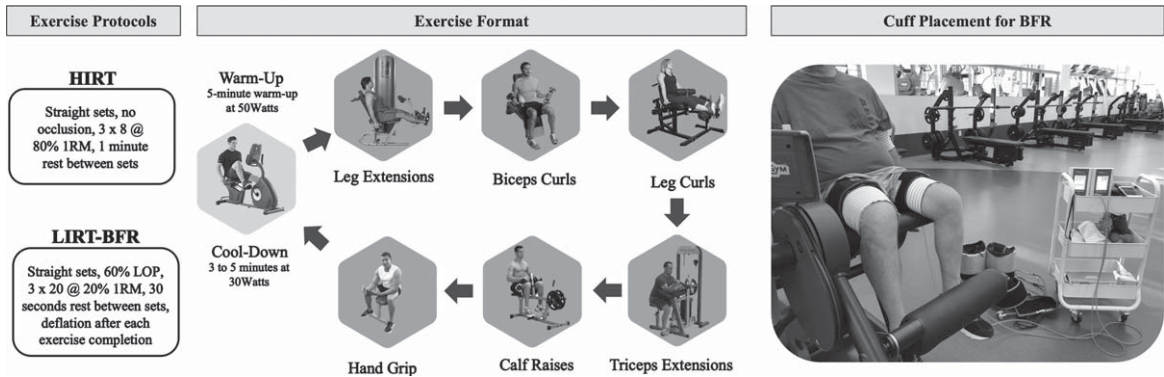 Exercise Protocols
Exercise Format
Cuff Placement for BFR
HIRT
Straight sets, no
occlusion, 3 x 8 @
80% 1RM, 1 minute
rest between sets
LIRT-BFR
Straight sets, 60% LOP,
3 x 20 @ 20% 1RM, 30
seconds rest between sets,
deflation after each
exercise completion
Warm-Up
5-minute warm-up
at 50Watts
Leg Extensions
Biceps Curls
Leg Curls
Cool-Down
3 to 5 minutes at
30Watts
Hand Grip
Calf Raises
Triceps Extensions